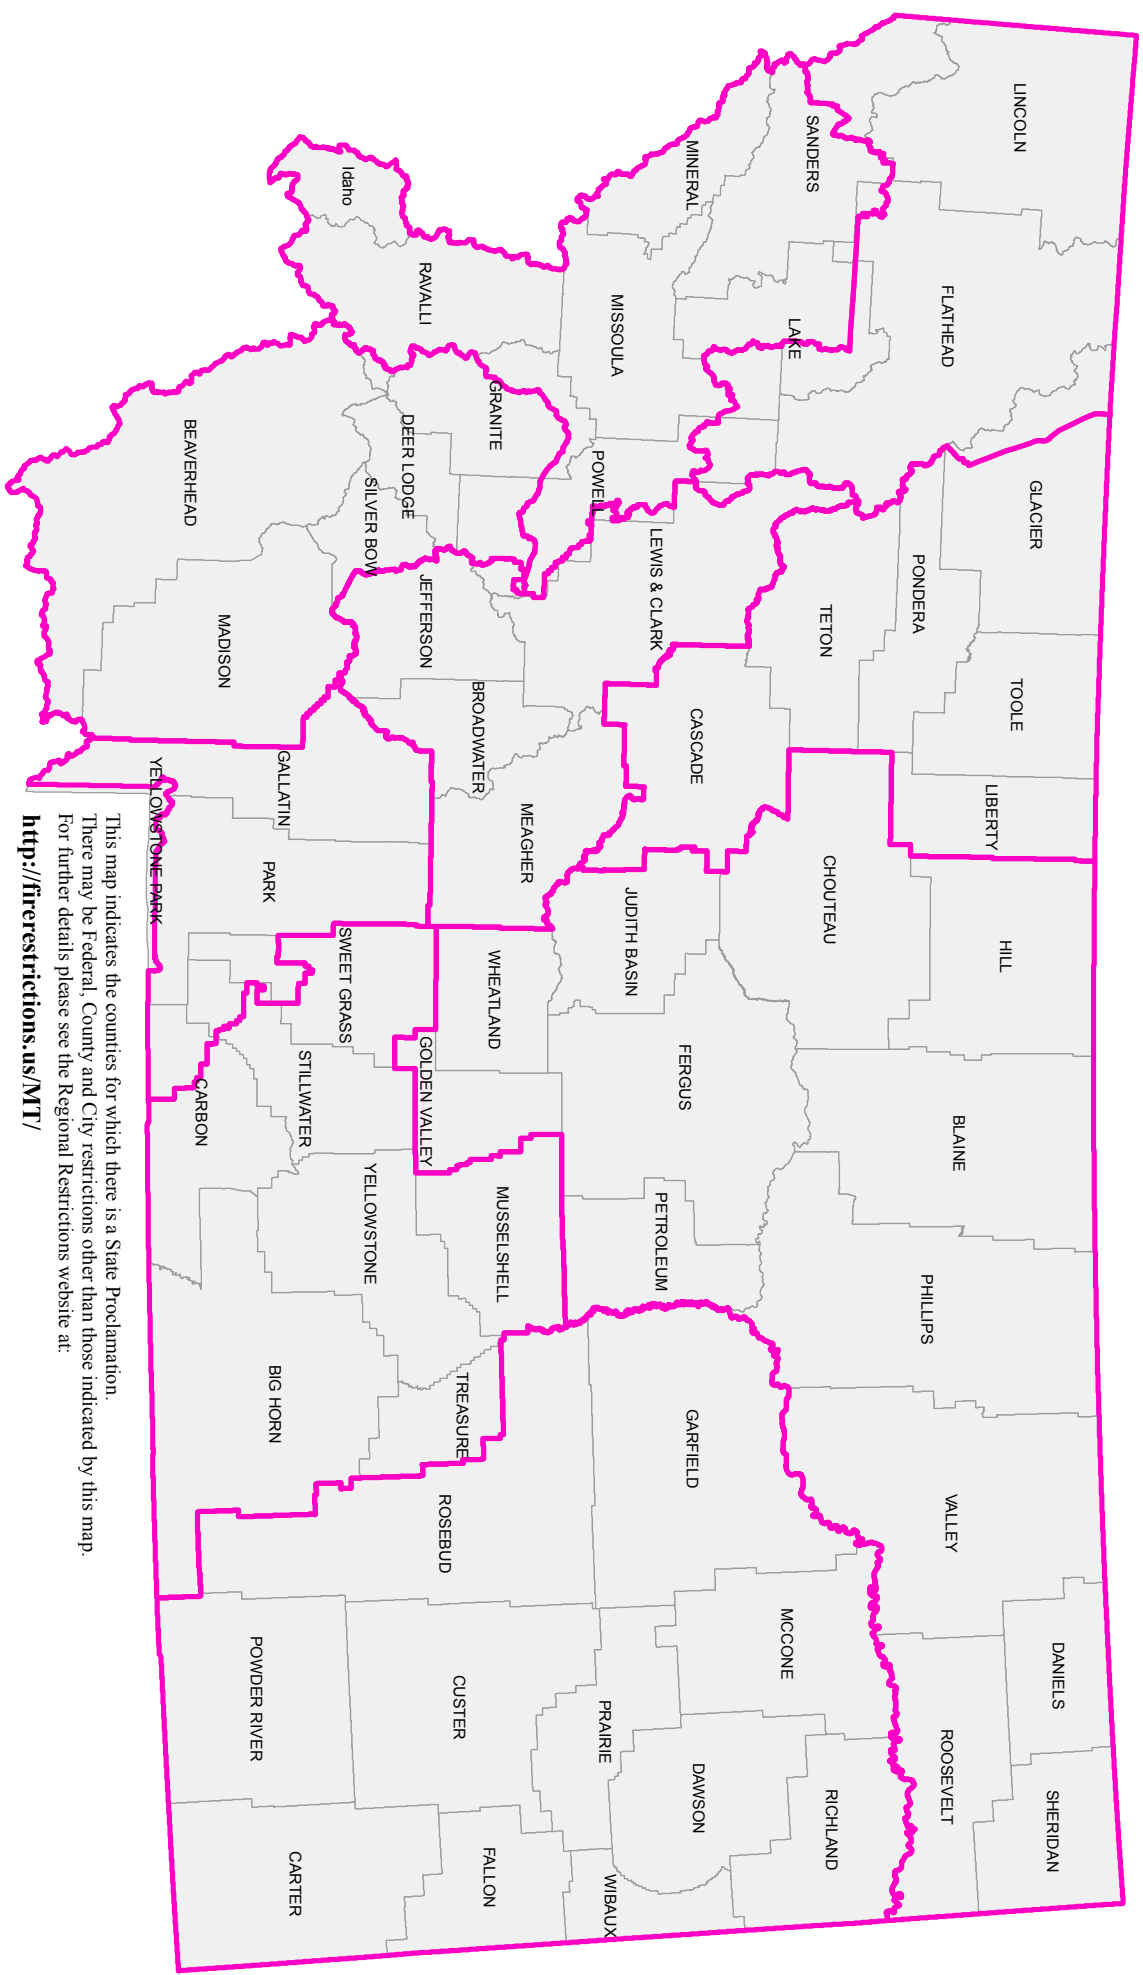 LINCOLN
FLATHEAD
GLACIER
TOOLE
LIBERTY
HILL
BLAINE
PHILLIPS
VALLEY
DANIELS
SHERIDAN
ROOSEVELT
SANDERS
LAKE
PONDERA
TETON
CHOUTEAU
MINERAL
MISSOULA
POWELL
LEWIS & CLARK
CASCADE
JUDITH BASIN
FERGUS
PETROLEUM
GARFIELD
MCCONE
RICHLAND
DAWSON
PRAIRIE
WIBAUX
Idaho
RAVALLI
GRANITE
DEER LODGE
SILVER BOW
JEFFERSON
BROADWATER
MEAGHER
WHEATLAND
GOLDEN VALLEY
MUSSELSHELL
TREASURE
ROSEBUD
CUSTER
FALLON
BEAVERHEAD
MADISON
GALLATIN
PARK
SWEET GRASS
STILLWATER
YELLOWSTONE
CARBON
BIG HORN
POWDER RIVER
CARTER
YELLOWSTONE PARK
This map indicates the counties for which there is a State Proclamation.
There may be Federal, County and City restrictions other than those indicated by this map.
For further details please see the Regional Restrictions website at:
http://firerestrictions.us/MT/